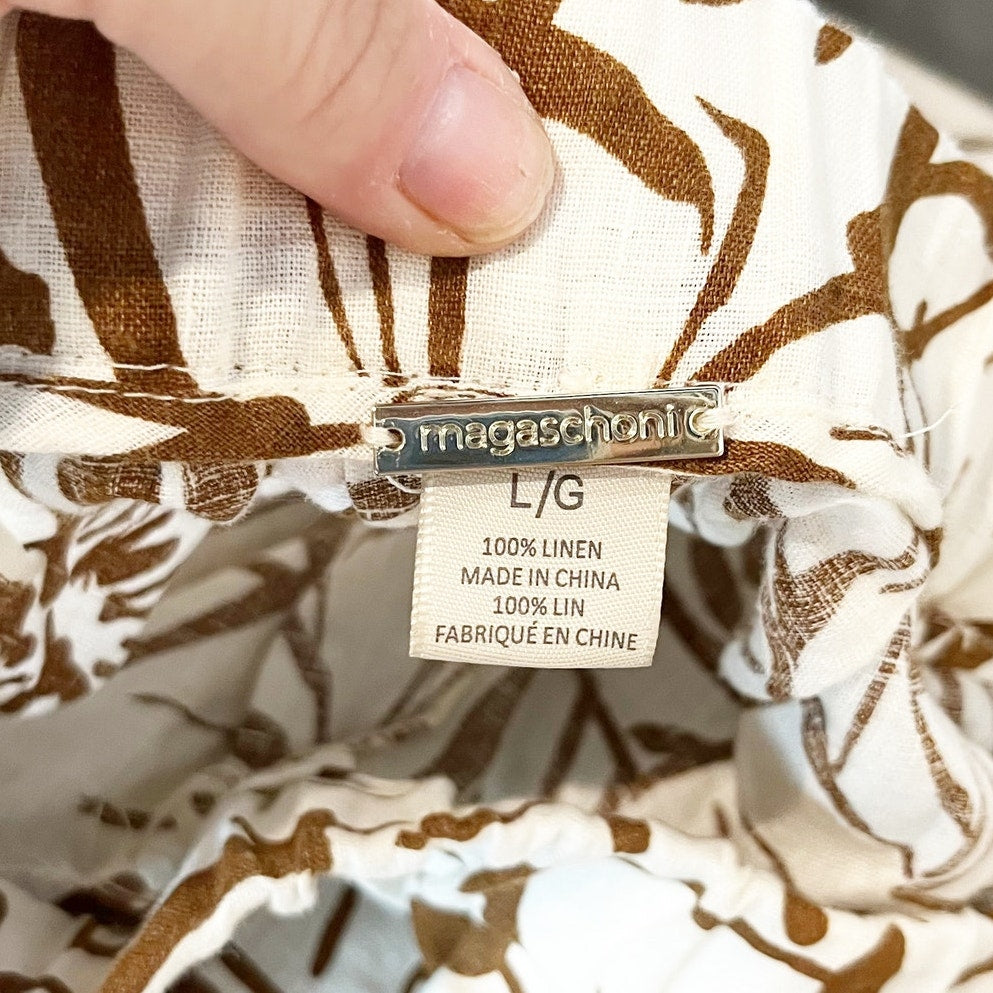 magaschoni
L/G
100% LINEN
MADE IN CHINA
100% LIN
FABRIQUÉ EN CHINE